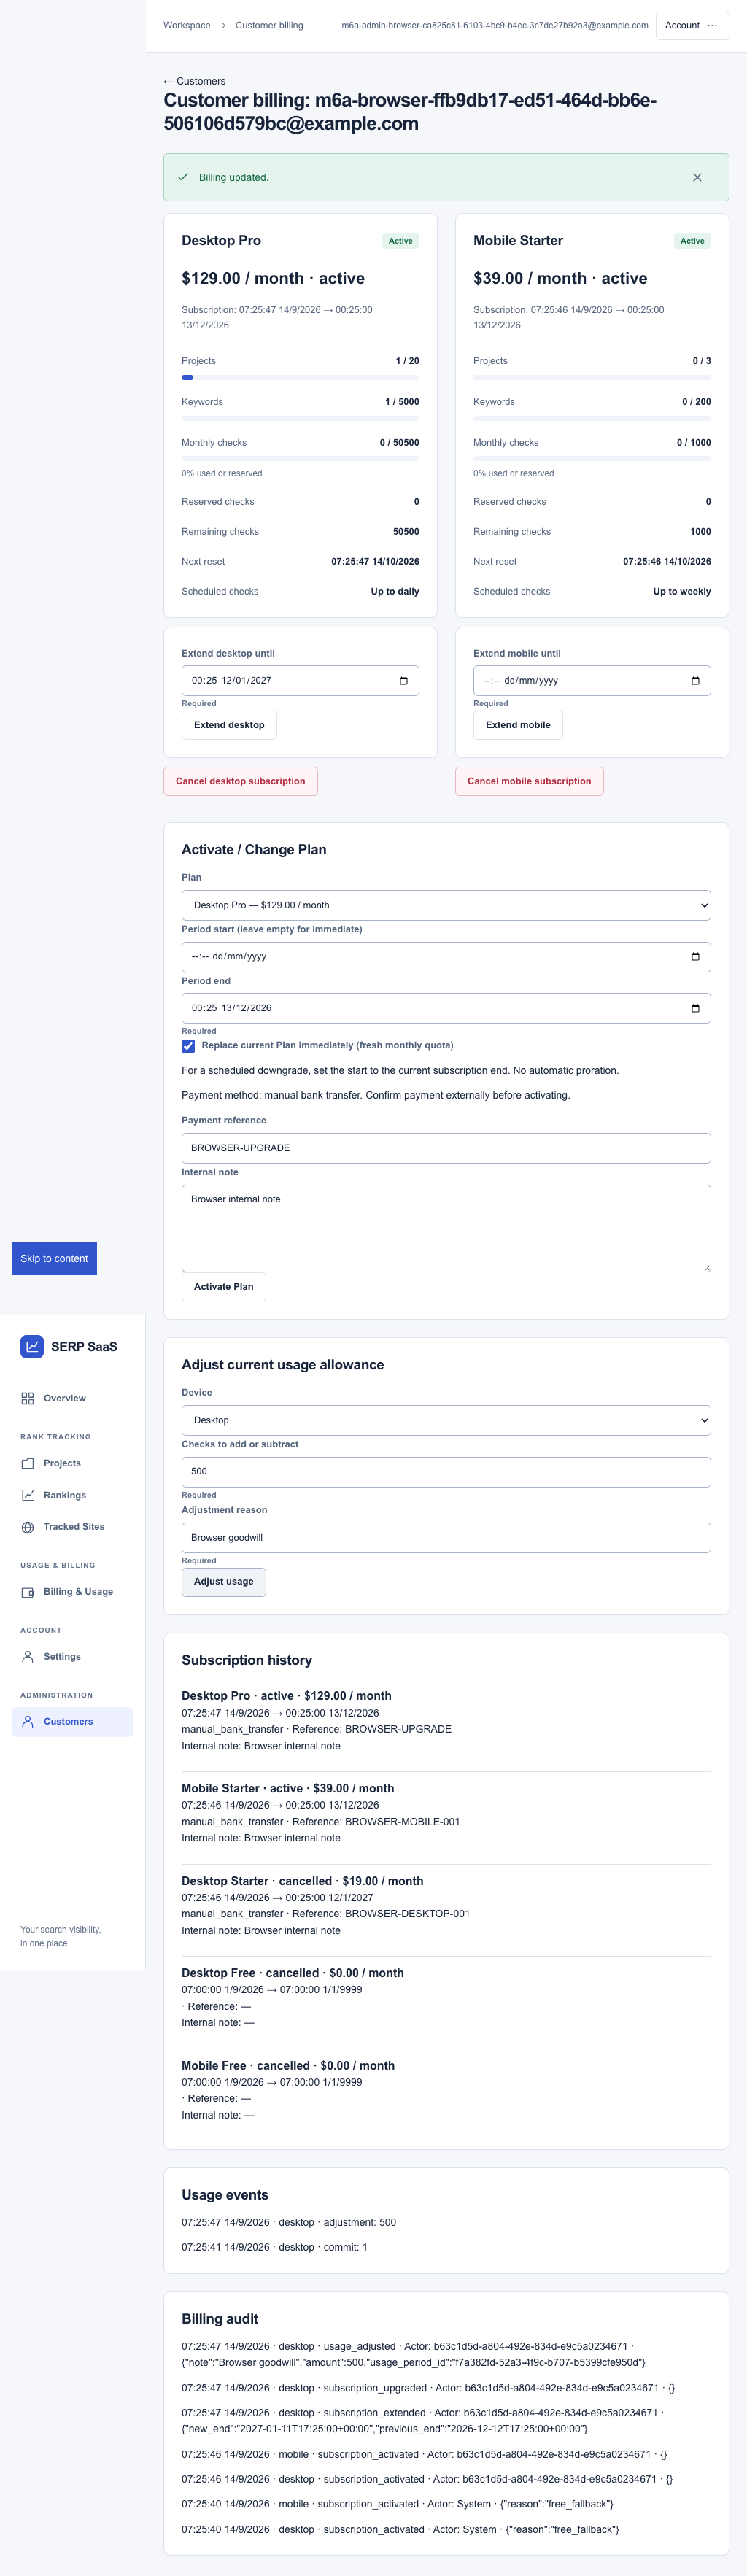 Workspace > Customer billing
m6a-admin-browser-ca825c81-6103-4bc9-b4ec-3c7de27b92a3@example.com
Account ···
← Customers
Customer billing: m6a-browser-ffb9db17-ed51-464d-bb6e-
506106d579bc@example.com
Billing updated.
Desktop Pro
Active
$129.00 / month · active
Subscription: 07:25:47 14/9/2026 → 00:25:00
13/12/2026
Projects 1 / 20
Keywords 1 / 5000
Monthly checks 0 / 50500
0% used or reserved
Reserved checks 0
Remaining checks 50500
Next reset 07:25:47 14/10/2026
Scheduled checks Up to daily
Mobile Starter
Active
$39.00 / month · active
Subscription: 07:25:46 14/9/2026 → 00:25:00
13/12/2026
Projects 0 / 3
Keywords 0 / 200
Monthly checks 0 / 1000
0% used or reserved
Reserved checks 0
Remaining checks 1000
Next reset 07:25:46 14/10/2026
Scheduled checks Up to weekly
Extend desktop until
00:25 12/01/2027
Required
Extend desktop
Extend mobile until
--:-- dd/mm/yyyy
Required
Extend mobile
Cancel desktop subscription
Cancel mobile subscription
Activate / Change Plan
Plan
Desktop Pro — $129.00 / month
Period start (leave empty for immediate)
--:-- dd/mm/yyyy
Period end
00:25 13/12/2026
Required
Replace current Plan immediately (fresh monthly quota)
For a scheduled downgrade, set the start to the current subscription end. No automatic proration.
Payment method: manual bank transfer. Confirm payment externally before activating.
Payment reference
BROWSER-UPGRADE
Internal note
Browser internal note
Activate Plan
Skip to content
SERP SaaS
Overview
RANK TRACKING
Projects
Rankings
Tracked Sites
USAGE & BILLING
Billing & Usage
ACCOUNT
Settings
ADMINISTRATION
Customers
Your search visibility,
in one place.
Adjust current usage allowance
Device
Desktop
Checks to add or subtract
500
Required
Adjustment reason
Browser goodwill
Required
Adjust usage
Subscription history
Desktop Pro · active · $129.00 / month
07:25:47 14/9/2026 → 00:25:00 13/12/2026
manual_bank_transfer · Reference: BROWSER-UPGRADE
Internal note: Browser internal note
Mobile Starter · active · $39.00 / month
07:25:46 14/9/2026 → 00:25:00 13/12/2026
manual_bank_transfer · Reference: BROWSER-MOBILE-001
Internal note: Browser internal note
Desktop Starter · cancelled · $19.00 / month
07:25:46 14/9/2026 → 00:25:00 12/1/2027
manual_bank_transfer · Reference: BROWSER-DESKTOP-001
Internal note: Browser internal note
Desktop Free · cancelled · $0.00 / month
07:00:00 1/9/2026 → 07:00:00 1/1/9999
· Reference: —
Internal note: —
Mobile Free · cancelled · $0.00 / month
07:00:00 1/9/2026 → 07:00:00 1/1/9999
· Reference: —
Internal note: —
Usage events
07:25:47 14/9/2026 · desktop · adjustment: 500
07:25:41 14/9/2026 · desktop · commit: 1
Billing audit
07:25:47 14/9/2026 · desktop · usage_adjusted · Actor: b63c1d5d-a804-492e-834d-e9c5a0234671 ·
{"note":"Browser goodwill","amount":500,"usage_period_id":"f7a382fd-52a3-4f9c-b707-b5399cfe950d"}
07:25:47 14/9/2026 · desktop · subscription_upgraded · Actor: b63c1d5d-a804-492e-834d-e9c5a0234671 · {}
07:25:47 14/9/2026 · desktop · subscription_extended · Actor: b63c1d5d-a804-492e-834d-e9c5a0234671 ·
{"new_end":"2027-01-11T17:25:00+00:00","previous_end":"2026-12-12T17:25:00+00:00"}
07:25:46 14/9/2026 · mobile · subscription_activated · Actor: b63c1d5d-a804-492e-834d-e9c5a0234671 · {}
07:25:46 14/9/2026 · desktop · subscription_activated · Actor: b63c1d5d-a804-492e-834d-e9c5a0234671 · {}
07:25:40 14/9/2026 · mobile · subscription_activated · Actor: System · {"reason":"free_fallback"}
07:25:40 14/9/2026 · desktop · subscription_activated · Actor: System · {"reason":"free_fallback"}